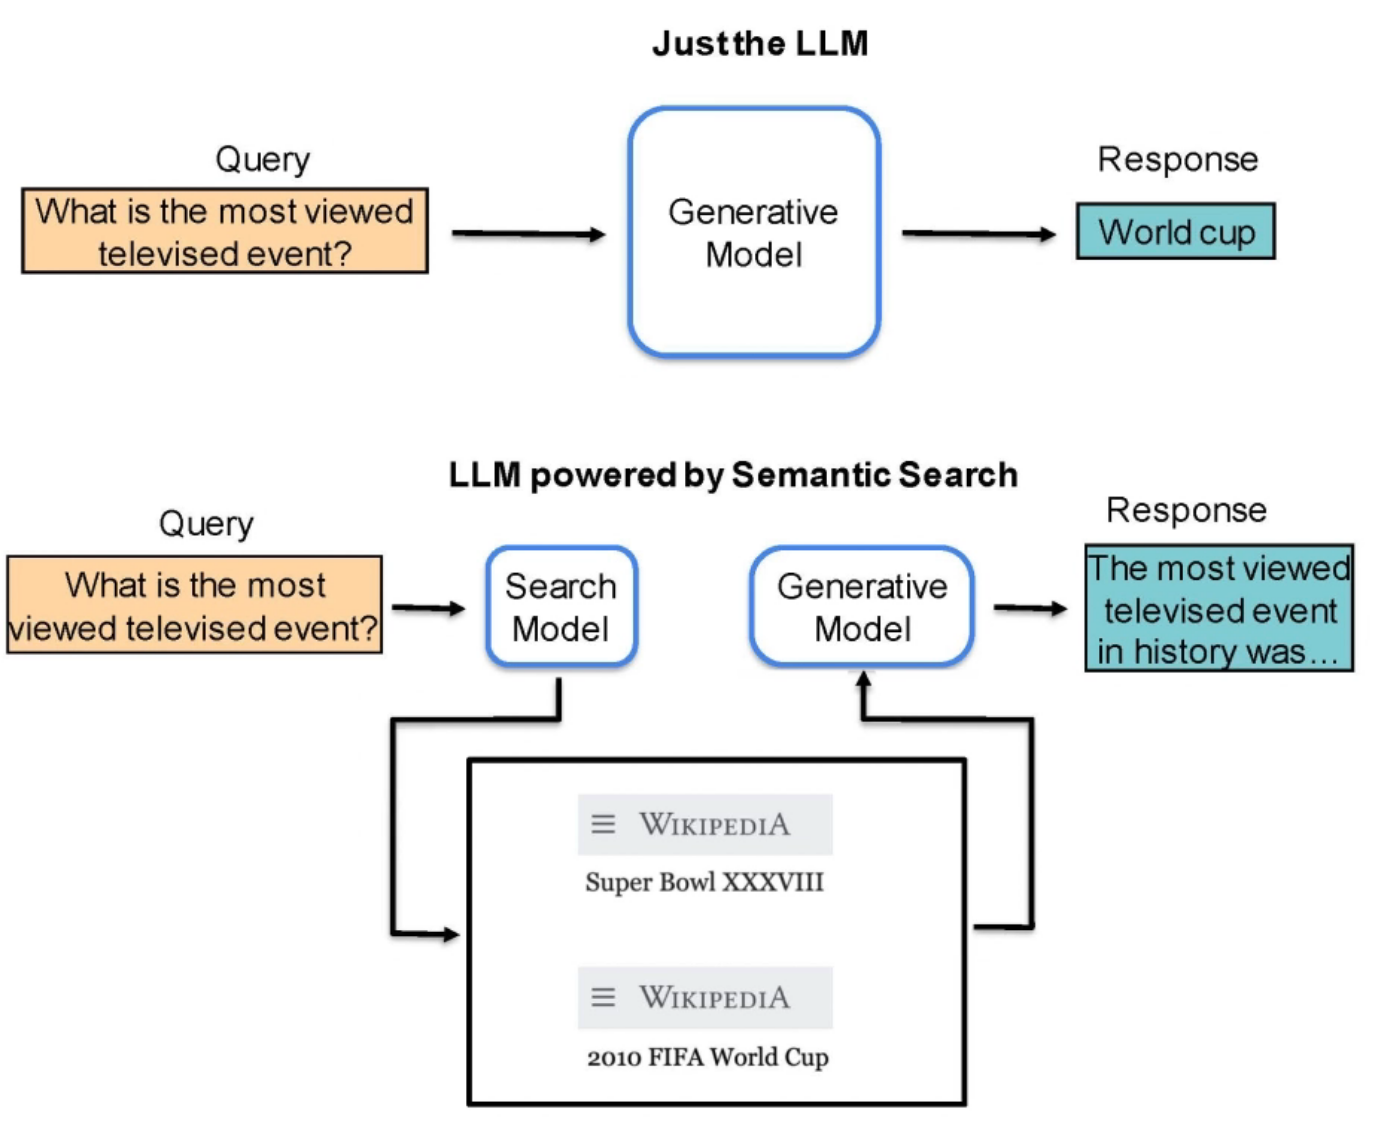 Just the LLM
Query
What is the most viewed
televised event?
Generative
Model
Response
World cup
LLM powered by Semantic Search
Query
What is the most
viewed televised event?
Search
Model
Generative
Model
Response
The most viewed
televised event
in history was...
WIKIPEDIA
Super Bowl XXXVIII
WIKIPEDIA
2010 FIFA World Cup